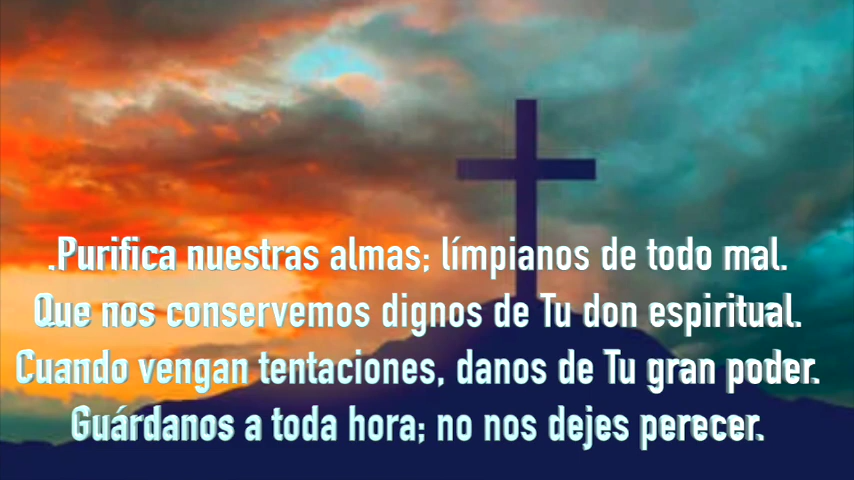 .Purifica nuestras almas; límpianos de todo mal.
Que nos conservemos dignos de Tu don espiritual.
Cuando vengan tentaciones, danos de Tu gran poder.
Guárdanos a toda hora; no nos dejes perecer.